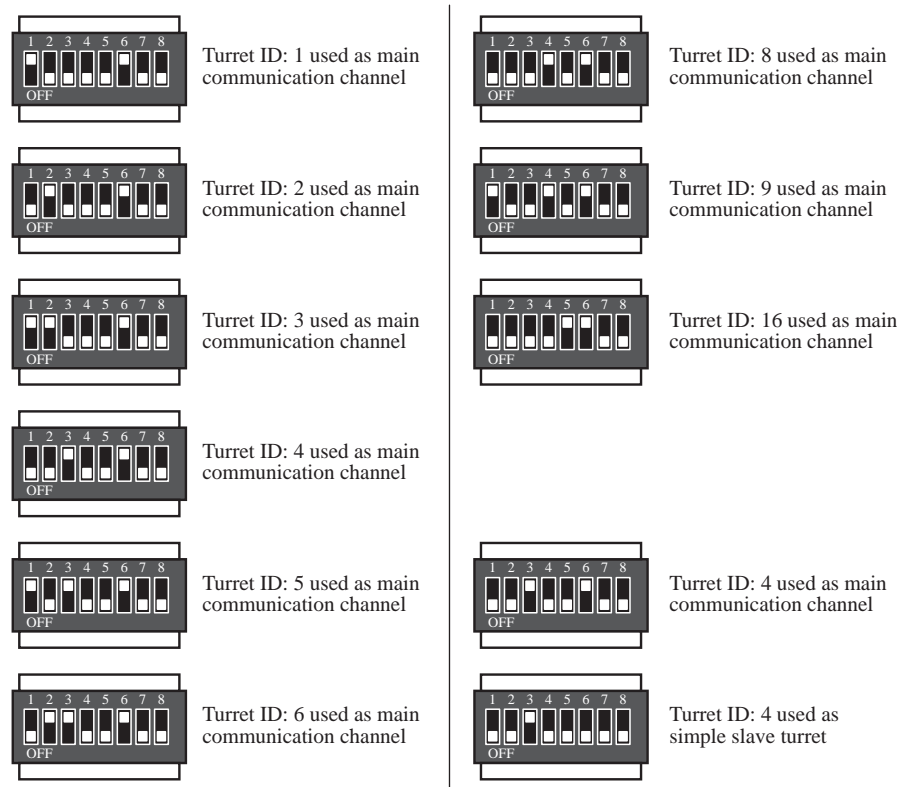 1 2 3 4 5 6 7 8
OFF
Turret ID: 1 used as main
communication channel
1 2 3 4 5 6 7 8
OFF
Turret ID: 2 used as main
communication channel
1 2 3 4 5 6 7 8
OFF
Turret ID: 3 used as main
communication channel
1 2 3 4 5 6 7 8
OFF
Turret ID: 4 used as main
communication channel
1 2 3 4 5 6 7 8
OFF
Turret ID: 5 used as main
communication channel
1 2 3 4 5 6 7 8
OFF
Turret ID: 6 used as main
communication channel
1 2 3 4 5 6 7 8
OFF
Turret ID: 8 used as main
communication channel
1 2 3 4 5 6 7 8
OFF
Turret ID: 9 used as main
communication channel
1 2 3 4 5 6 7 8
OFF
Turret ID: 16 used as main
communication channel
1 2 3 4 5 6 7 8
OFF
Turret ID: 4 used as main
communication channel
1 2 3 4 5 6 7 8
OFF
Turret ID: 4 used as
simple slave turret